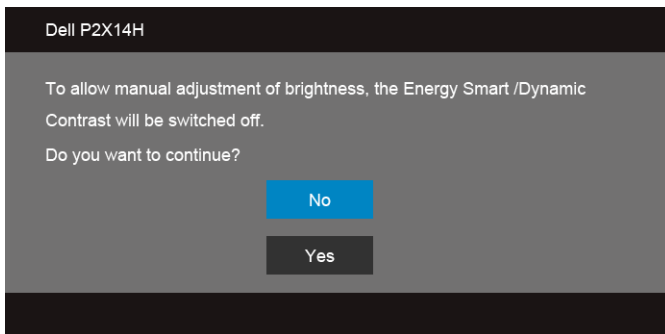 Dell P2X14H
To allow manual adjustment of brightness, the Energy Smart /Dynamic
Contrast will be switched off.
Do you want to continue?
No
Yes